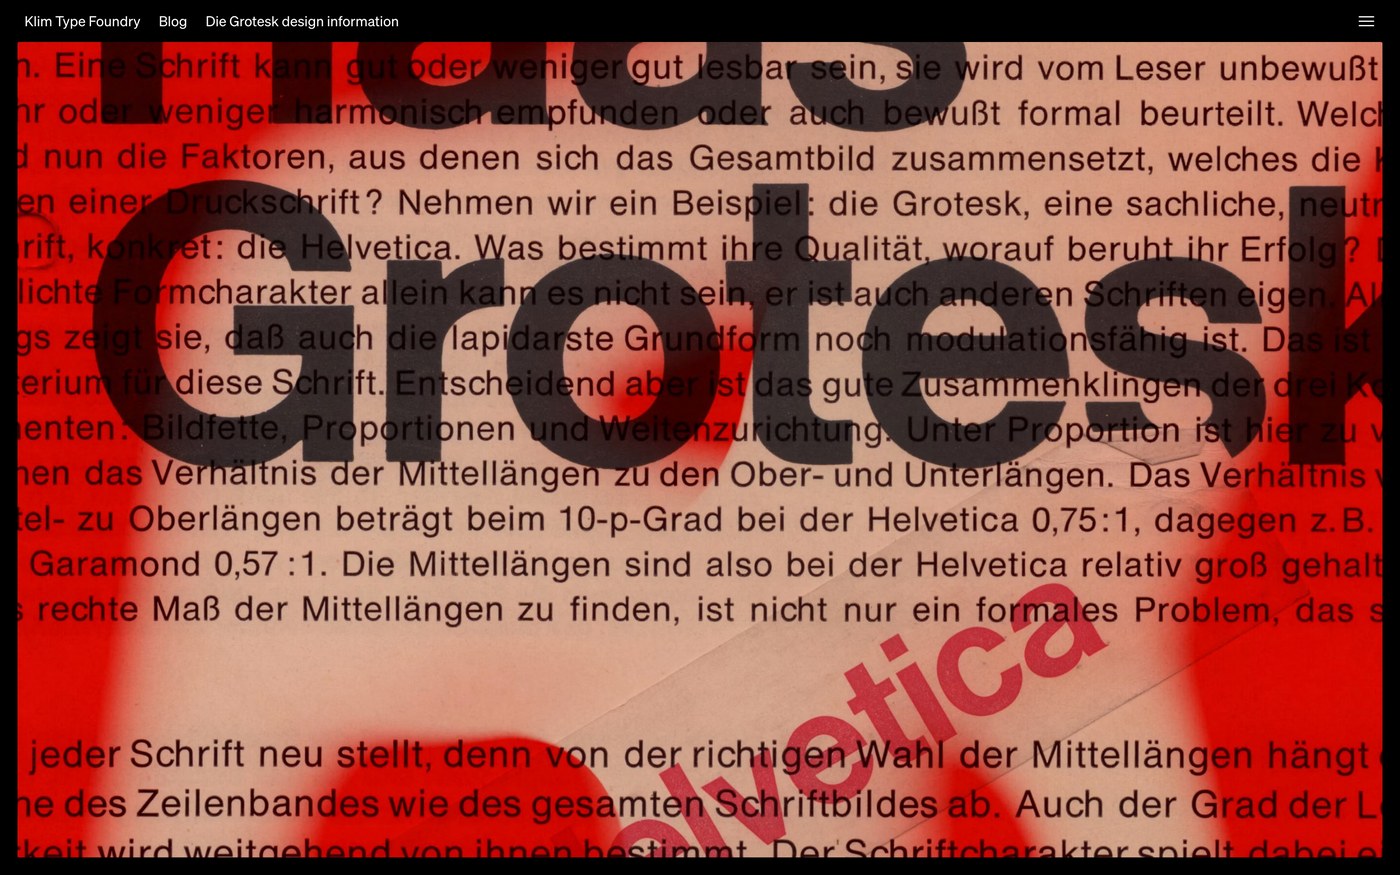 Klim Type Foundry Blog Die Grotesk design information
n. Eine Schrift kann gut oder weniger gut lesbar sein, sie wird vom Leser unbewußt
oder weniger harmonisch empfunden oder auch bewußt formal beurteilt.
nun die Faktoren, aus denen sich das Gesamtbild zusammensetzt, welches die
einer Druckschrift? Nehmen wir ein Beispiel: die Grotesk, eine sachliche,
konkret: die Helvetica. Was bestimmt ihre Qualität, worauf beruht ihr Erfolg?
lichte Formcharakter allein kann es nicht sein, er ist auch anderen Schriften eigen.
gs zeigt sie, daß auch die lapidarste Grundform noch modulationsfähig ist. Das ist
terium für diese Schrift. Entscheidend aber ist das gute Zusammenklingen der drei
enten: Bildfette, Proportionen und Weitenzurichtung. Unter Proportion ist hier zu
das Verhältnis der Mittellängen zu den Ober- und Unterlängen. Das Verhältnis
tel- zu Oberlängen beträgt beim 10-p-Grad bei der Helvetica 0,75:1, dagegen z.B.
Garamond 0,57:1. Die Mittellängen sind also bei der Helvetica relativ groß gehalt
s rechte Maß der Mittellängen zu finden, ist nicht nur ein formales Problem, das
jeder Schrift neu stellt, denn von der richtigen Wahl der Mittellängen hängt
des Zeilenbandes wie des gesamten Schriftbildes ab. Auch der Grad der
keit wird weitgehend von ihnen bestimmt. Der Schriftcharakter spielt dabei
Haas
Grotesk
elvetica